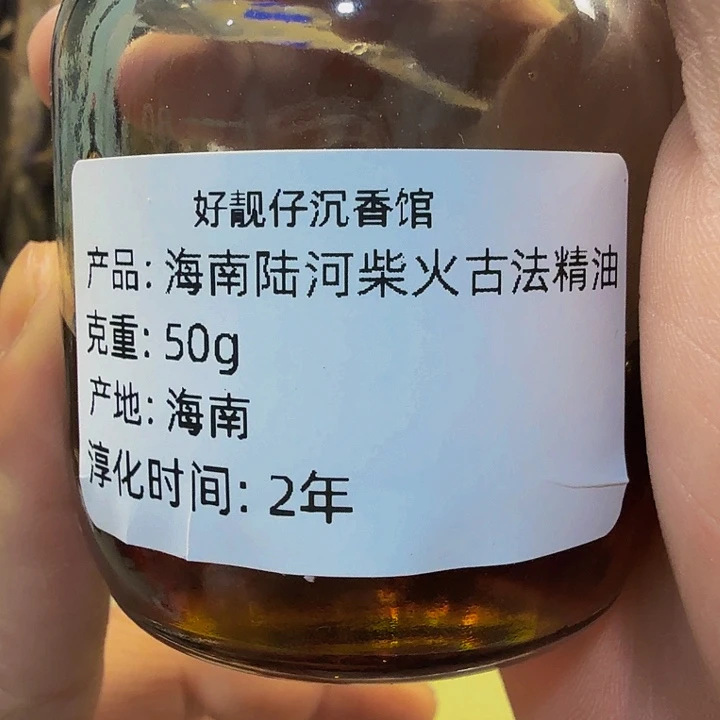 好靓仔沉香馆
产品: 海南陆河柴火古法精油
克重: 50g
产地: 海南
淳化时间: 2年